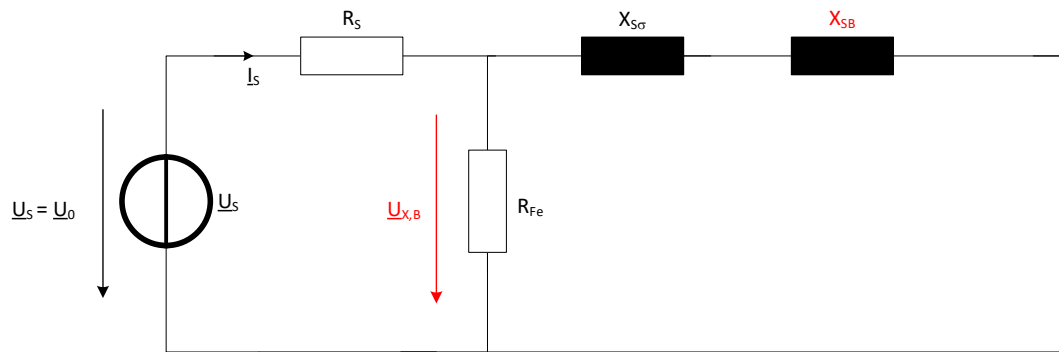 R_S
X_Sσ
X_SB
I_S
U_S = U_0
U_S
U_X,B
R_Fe